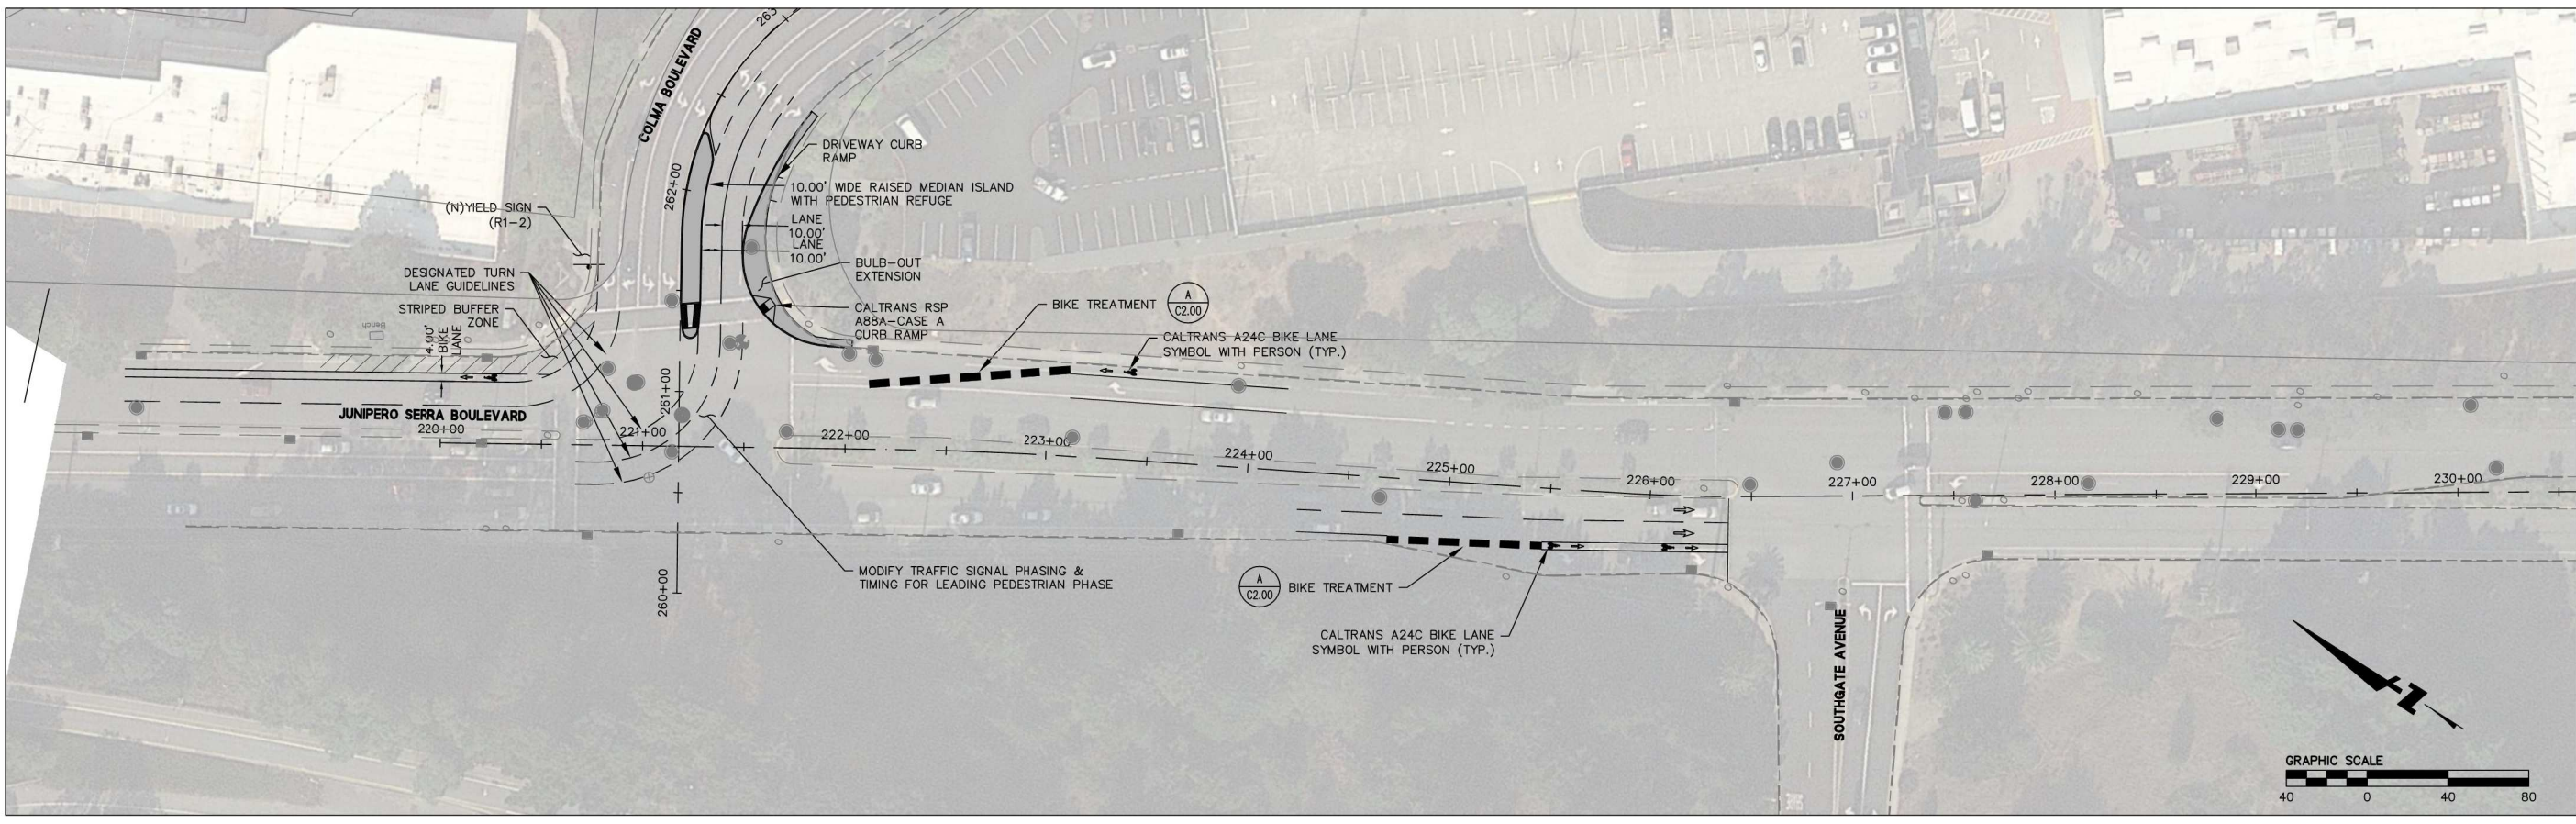 263
COLMA BOULEVARD
DRIVEWAY CURB
RAMP
262+00
10.00' WIDE RAISED MEDIAN ISLAND
WITH PEDESTRIAN REFUGE
(N)YIELD SIGN
(R1-2)
LANE
10.00'
LANE
10.00'
BULB-OUT
EXTENSION
DESIGNATED TURN
LANE GUIDELINES
STRIPED BUFFER
ZONE
Bench
4.00'
BIKE
LANE
CALTRANS RSP
A88A-CASE A
CURB RAMP
BIKE TREATMENT
A
C2.00
CALTRANS A24C BIKE LANE
SYMBOL WITH PERSON (TYP.)
JUNIPERO SERRA BOULEVARD
261+00
220+00
221+00
222+00
223+00
224+00
225+00
226+00
227+00
228+00
229+00
230+00
MODIFY TRAFFIC SIGNAL PHASING &
TIMING FOR LEADING PEDESTRIAN PHASE
260+00
A
C2.00
BIKE TREATMENT
CALTRANS A24C BIKE LANE
SYMBOL WITH PERSON (TYP.)
SOUTHGATE AVENUE
N
GRAPHIC SCALE
40 0 40 80